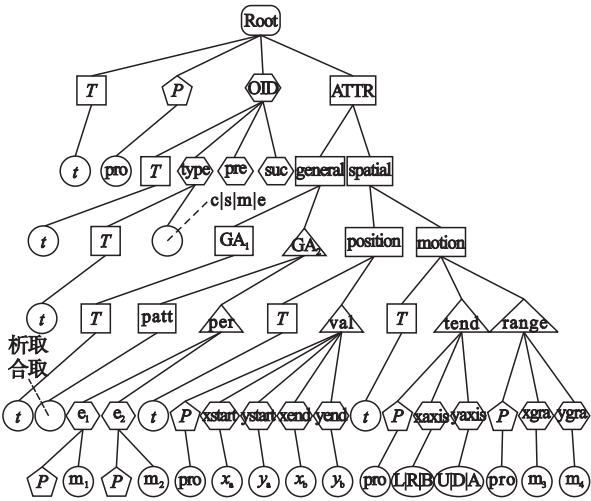 Root
T P OID ATTR
t pro T type pre suc general spatial
c|s|m|e
t T GA₁ GA₂ position motion
t T patt per T val T tend range
析取
合取
t e₁ e₂ t P xstart ystart xend yend t P xaxis yaxis P xgra ygra
P m₁ P m₂ pro xₐ yₐ x_b y_b pro L|R|B U|D|A pro m₃ m₄